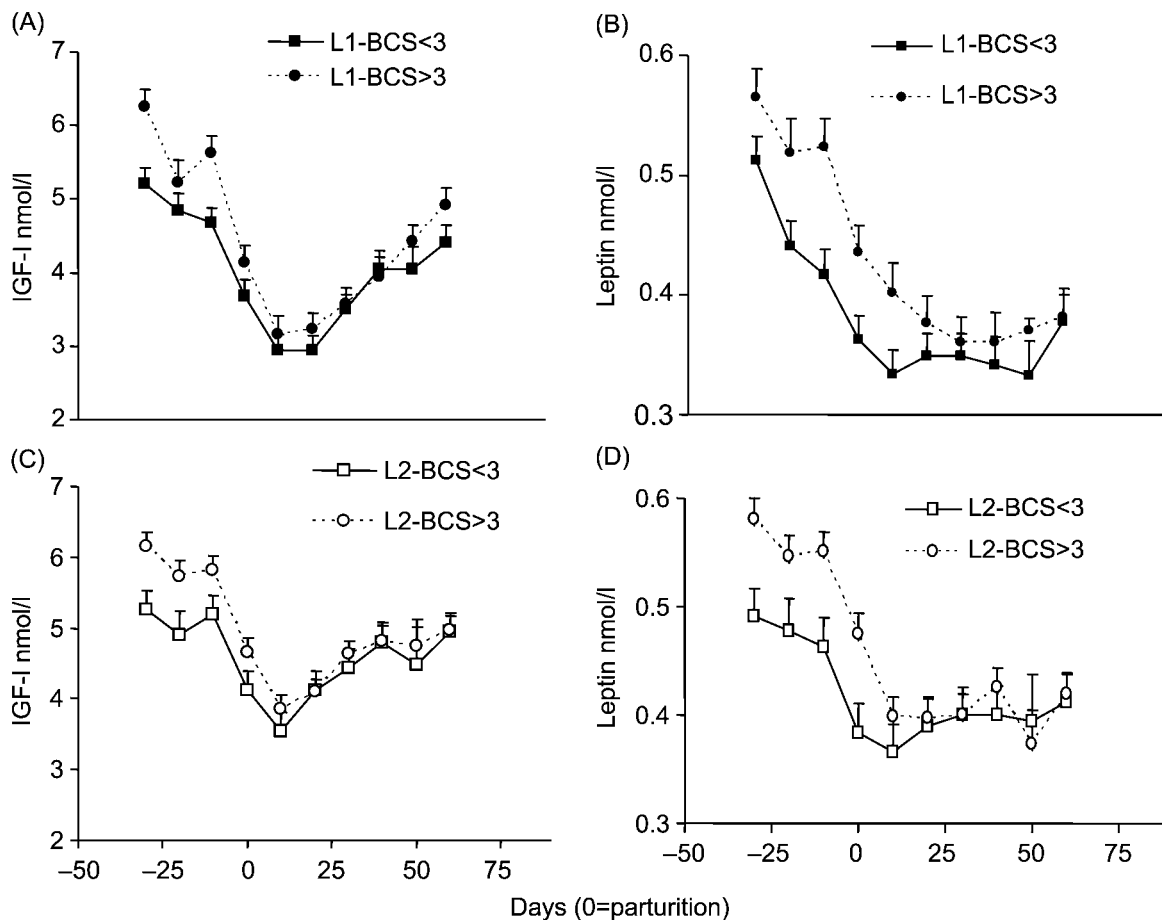 (A)
L1-BCS<3
L1-BCS>3
7
6
5
4
3
2
IGF-I nmol/l
(B)
L1-BCS<3
L1-BCS>3
0.6
0.5
0.4
0.3
Leptin nmol/l
(C)
L2-BCS<3
L2-BCS>3
7
6
5
4
3
2
IGF-I nmol/l
–50 –25 0 25 50 75
(D)
L2-BCS<3
L2-BCS>3
0.6
0.5
0.4
0.3
Leptin nmol/l
–50 –25 0 25 50 75
Days (0=parturition)